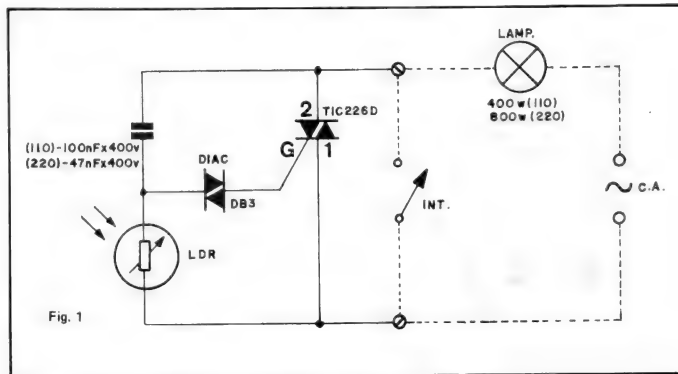 LAMP.
400w(110)
800w(220)
2
TIC226D
(110)-100nFx400v
(220)-47nFx400v
G
1
DIAC
DB3
C.A.
INT.
LDR
Fig. 1